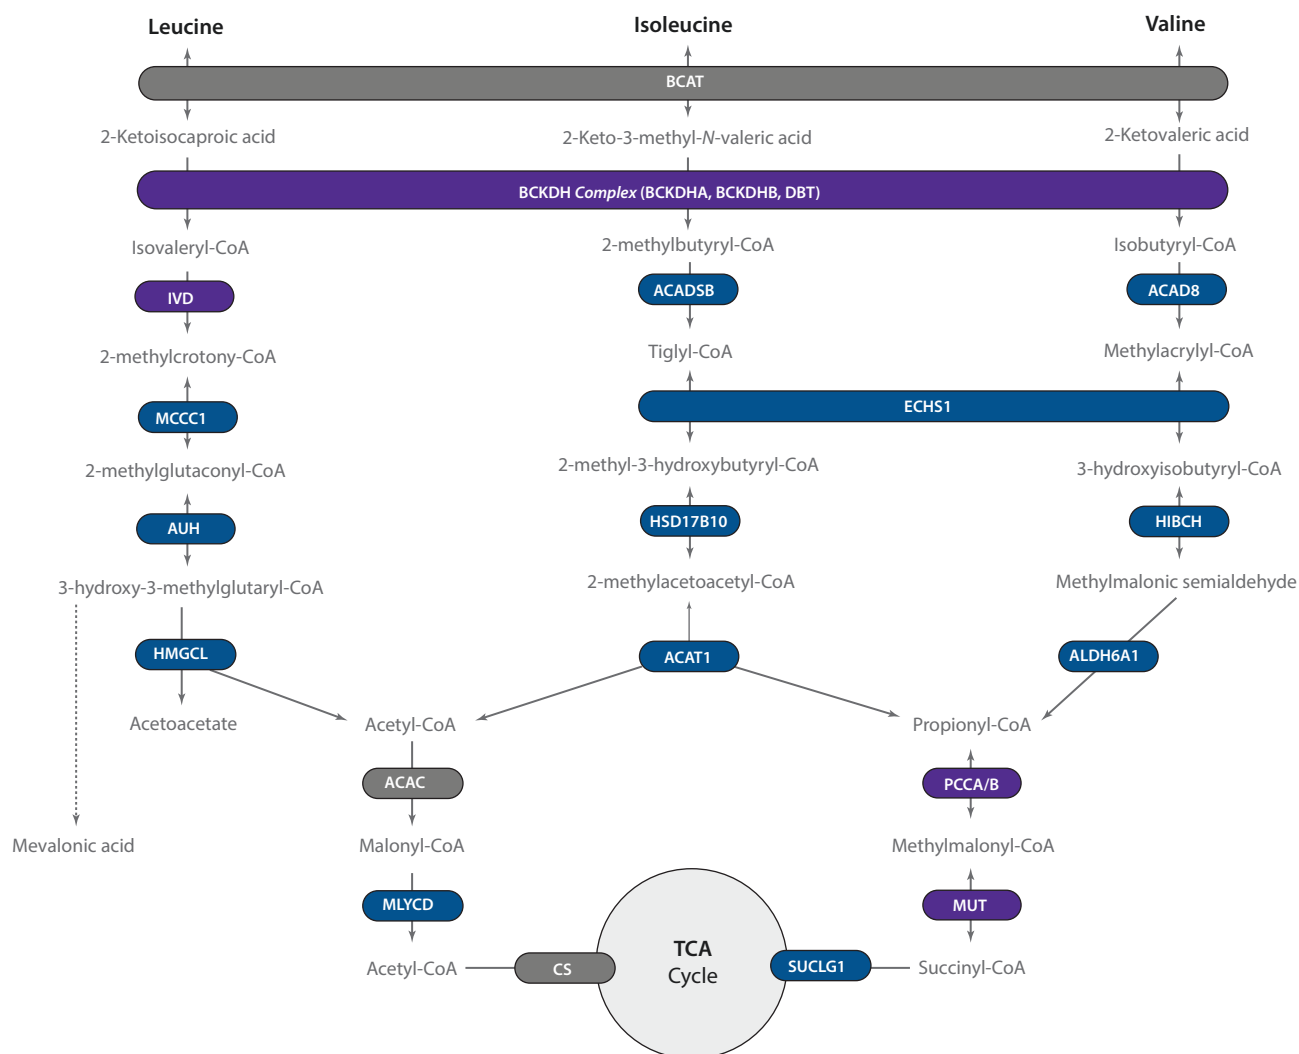 Leucine
Isoleucine
Valine
BCAT
2-Ketoisocaproic acid
2-Keto-3-methyl-N-valeric acid
2-Ketovaleric acid
BCKDH Complex (BCKDHA, BCKDHB, DBT)
Isovaleryl-CoA
2-methylbutyryl-CoA
Isobutyryl-CoA
IVD
ACADSB
ACAD8
2-methylcrotony-CoA
Tiglyl-CoA
Methylacrylyl-CoA
MCCC1
ECHS1
2-methylglutaconyl-CoA
2-methyl-3-hydroxybutyryl-CoA
3-hydroxyisobutyryl-CoA
AUH
HSD17B10
HIBCH
3-hydroxy-3-methylglutaryl-CoA
2-methylacetoacetyl-CoA
Methylmalonic semialdehyde
HMGCL
ACAT1
ALDH6A1
Acetoacetate
Acetyl-CoA
Propionyl-CoA
ACAC
PCCA/B
Mevalonic acid
Malonyl-CoA
Methylmalonyl-CoA
MLYCD
MUT
Acetyl-CoA
CS
TCA
Cycle
SUCLG1
Succinyl-CoA